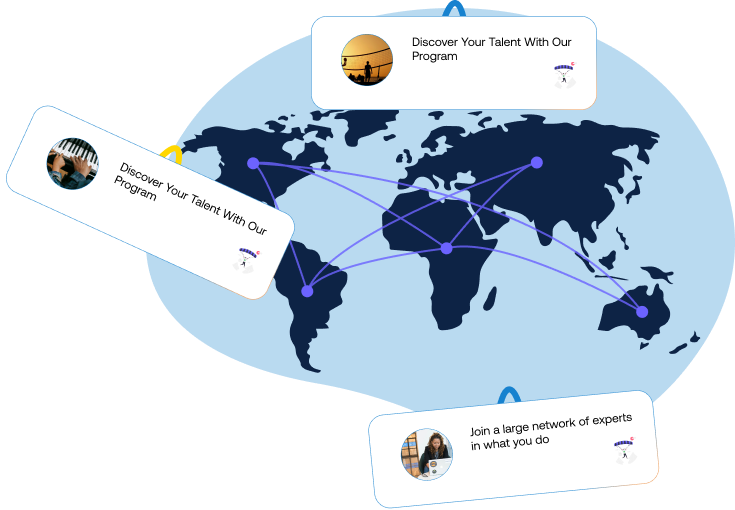 Discover Your Talent With Our
Program
Discover Your Talent With Our
Program
Join a large network of experts
in what you do